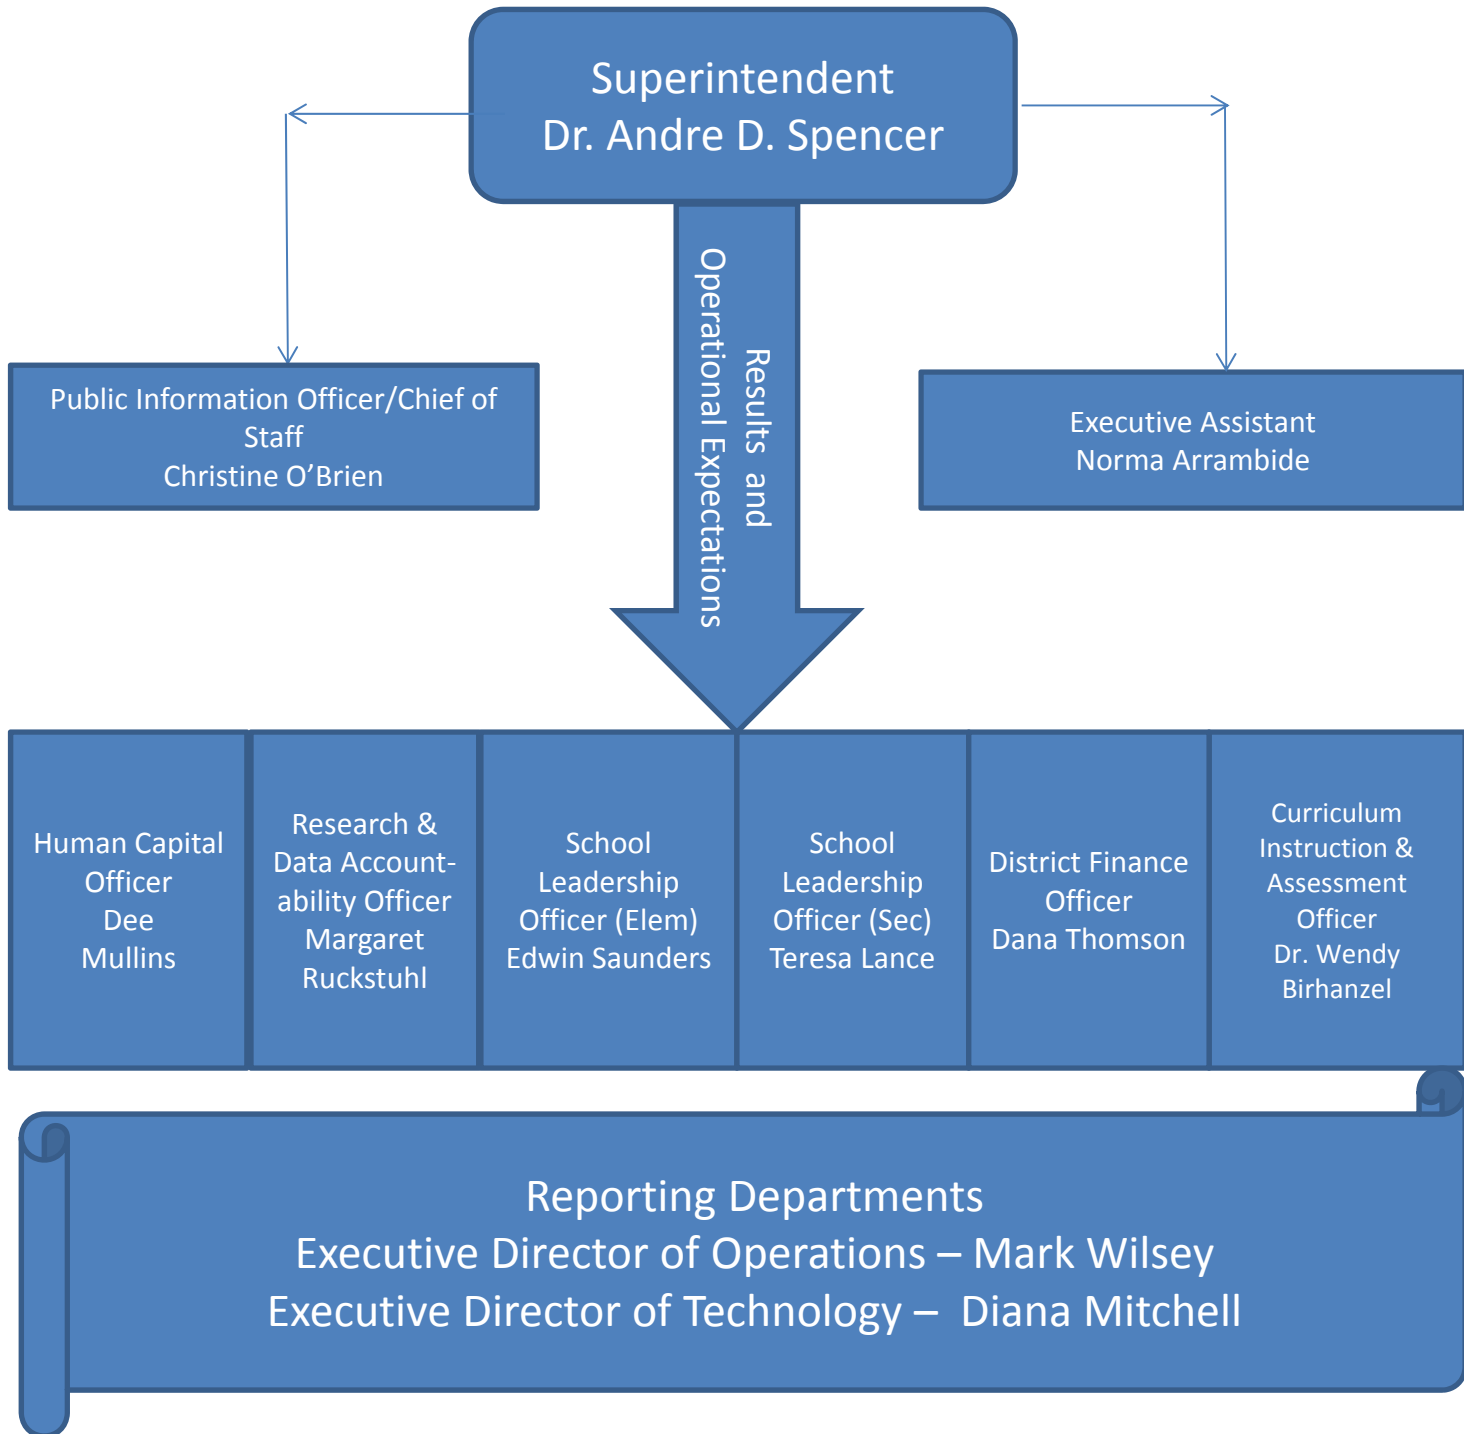 Superintendent
Dr. Andre D. Spencer
Results and
Operational Expectations
Public Information Officer/Chief of
Staff
Christine O’Brien
Executive Assistant
Norma Arrambide
Human Capital
Officer
Dee
Mullins
Research &
Data Account-
ability Officer
Margaret
Ruckstuhl
School
Leadership
Officer (Elem)
Edwin Saunders
School
Leadership
Officer (Sec)
Teresa Lance
District Finance
Officer
Dana Thomson
Curriculum
Instruction &
Assessment
Officer
Dr. Wendy
Birhanzel
Reporting Departments
Executive Director of Operations – Mark Wilsey
Executive Director of Technology – Diana Mitchell